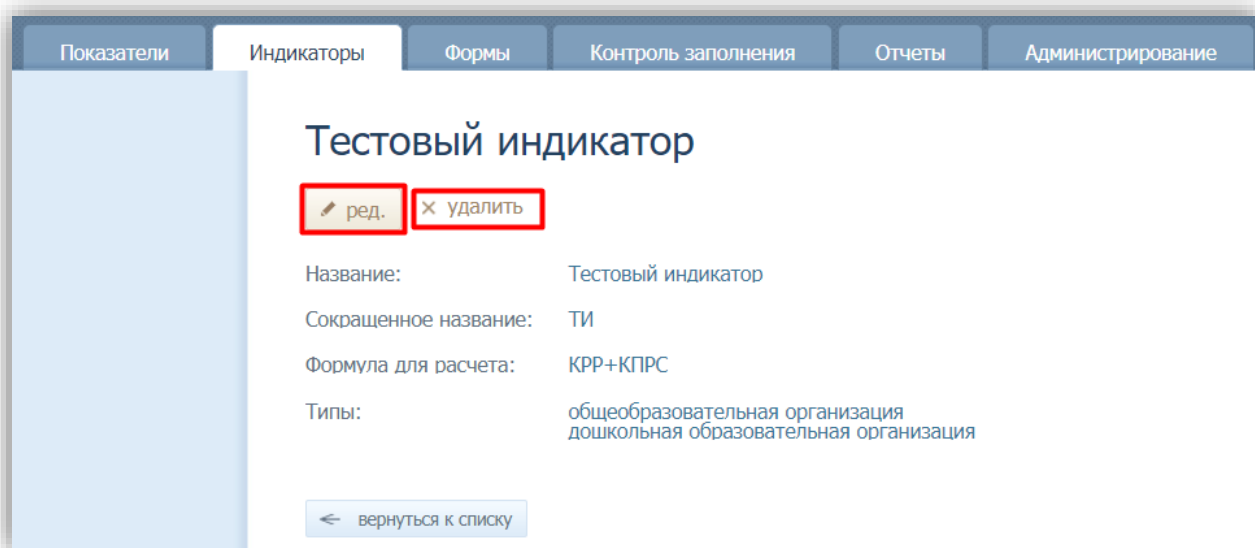 Показатели Индикаторы Формы Контроль заполнения Отчеты Администрирование
Тестовый индикатор
ред. удалить
Название: Тестовый индикатор
Сокращенное название: ТИ
Формула для расчета: КРР+КПРС
Типы: общеобразовательная организация
дошкольная образовательная организация
вернуться к списку